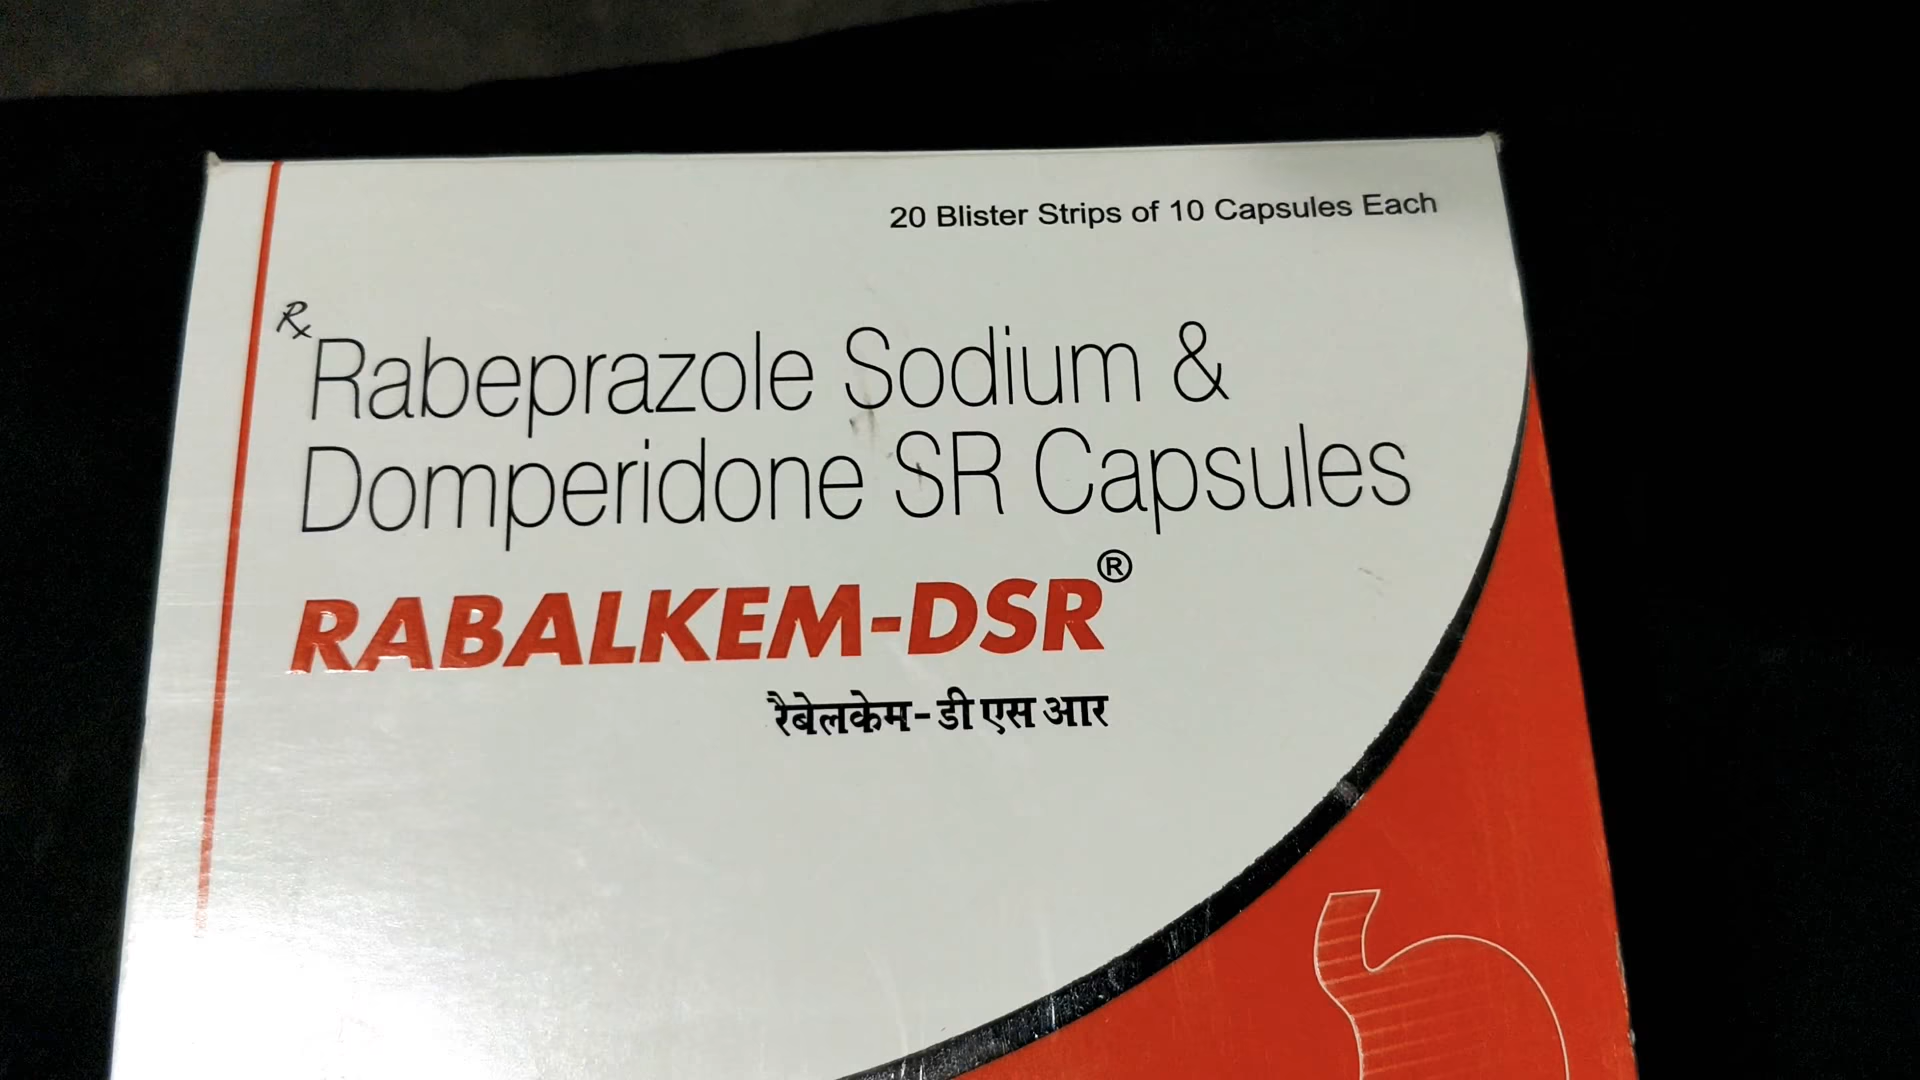 20 Blister Strips of 10 Capsules Each
Rx
Rabeprazole Sodium &
Domperidone SR Capsules
RABALKEM-DSR®
रैबेलकेम-डी एस आर